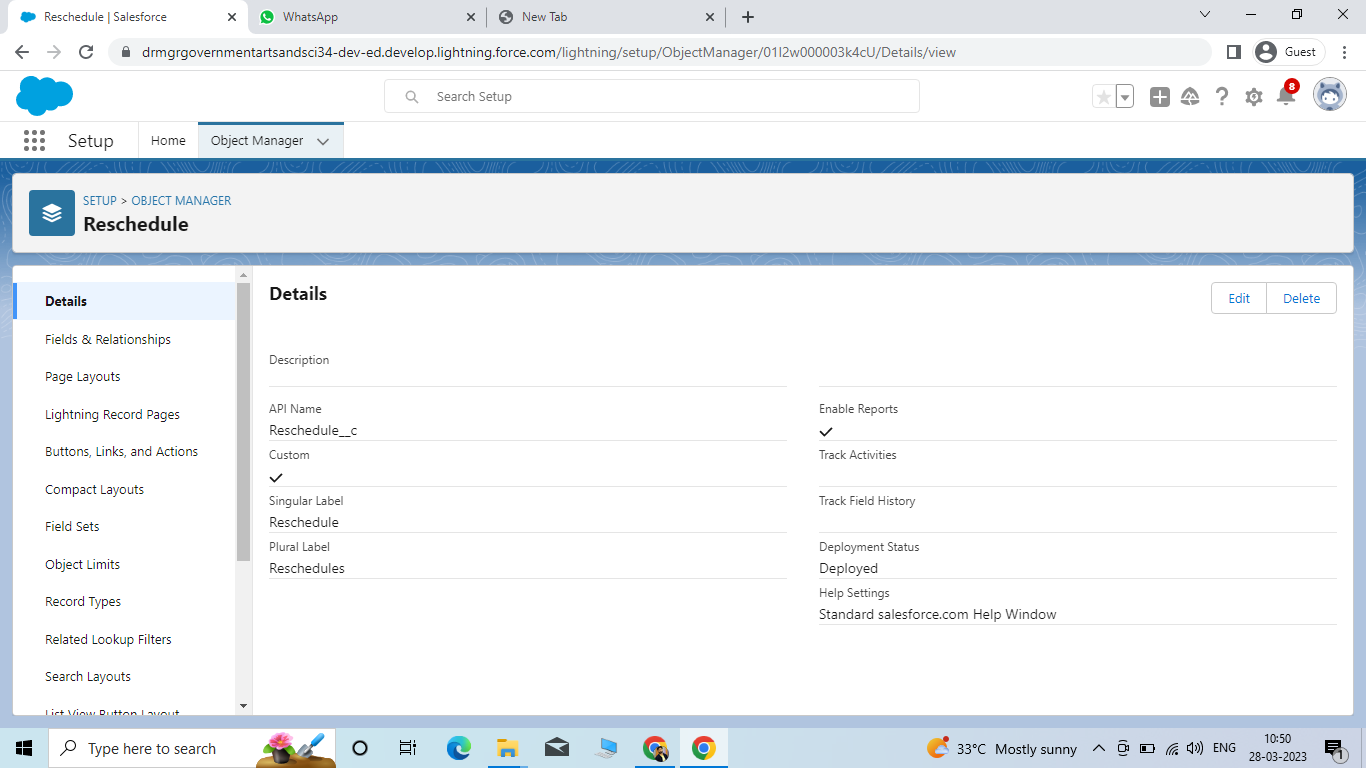 Reschedule | Salesforce
WhatsApp
New Tab
drmgrgovernmentartsandsci34-dev-ed.develop.lightning.force.com/lightning/setup/ObjectManager/01I2w000003k4cU/Details/view
Guest
Search Setup
8
Setup
Home
Object Manager
SETUP > OBJECT MANAGER
Reschedule
Details
Fields & Relationships
Page Layouts
Lightning Record Pages
Buttons, Links, and Actions
Compact Layouts
Field Sets
Object Limits
Record Types
Related Lookup Filters
Search Layouts
List View Button Layout
Details
Edit
Delete
Description
API Name
Reschedule__c
Custom
Singular Label
Reschedule
Plural Label
Reschedules
Enable Reports
Track Activities
Track Field History
Deployment Status
Deployed
Help Settings
Standard salesforce.com Help Window
Type here to search
33°C Mostly sunny
ENG
10:50
28-03-2023
1